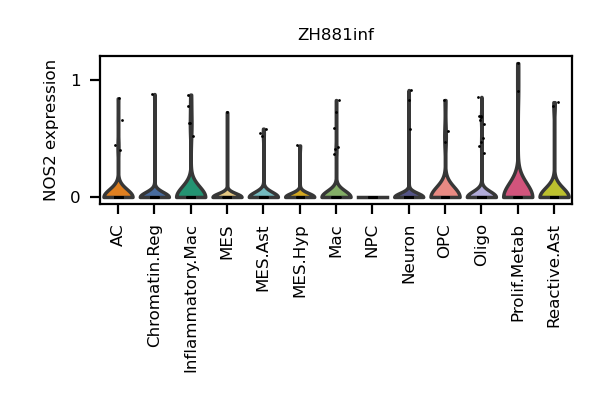 ZH881inf
NOS2 expression
1
0
AC
Chromatin.Reg
Inflammatory.Mac
MES
MES.Ast
MES.Hyp
Mac
NPC
Neuron
OPC
Oligo
Prolif.Metab
Reactive.Ast